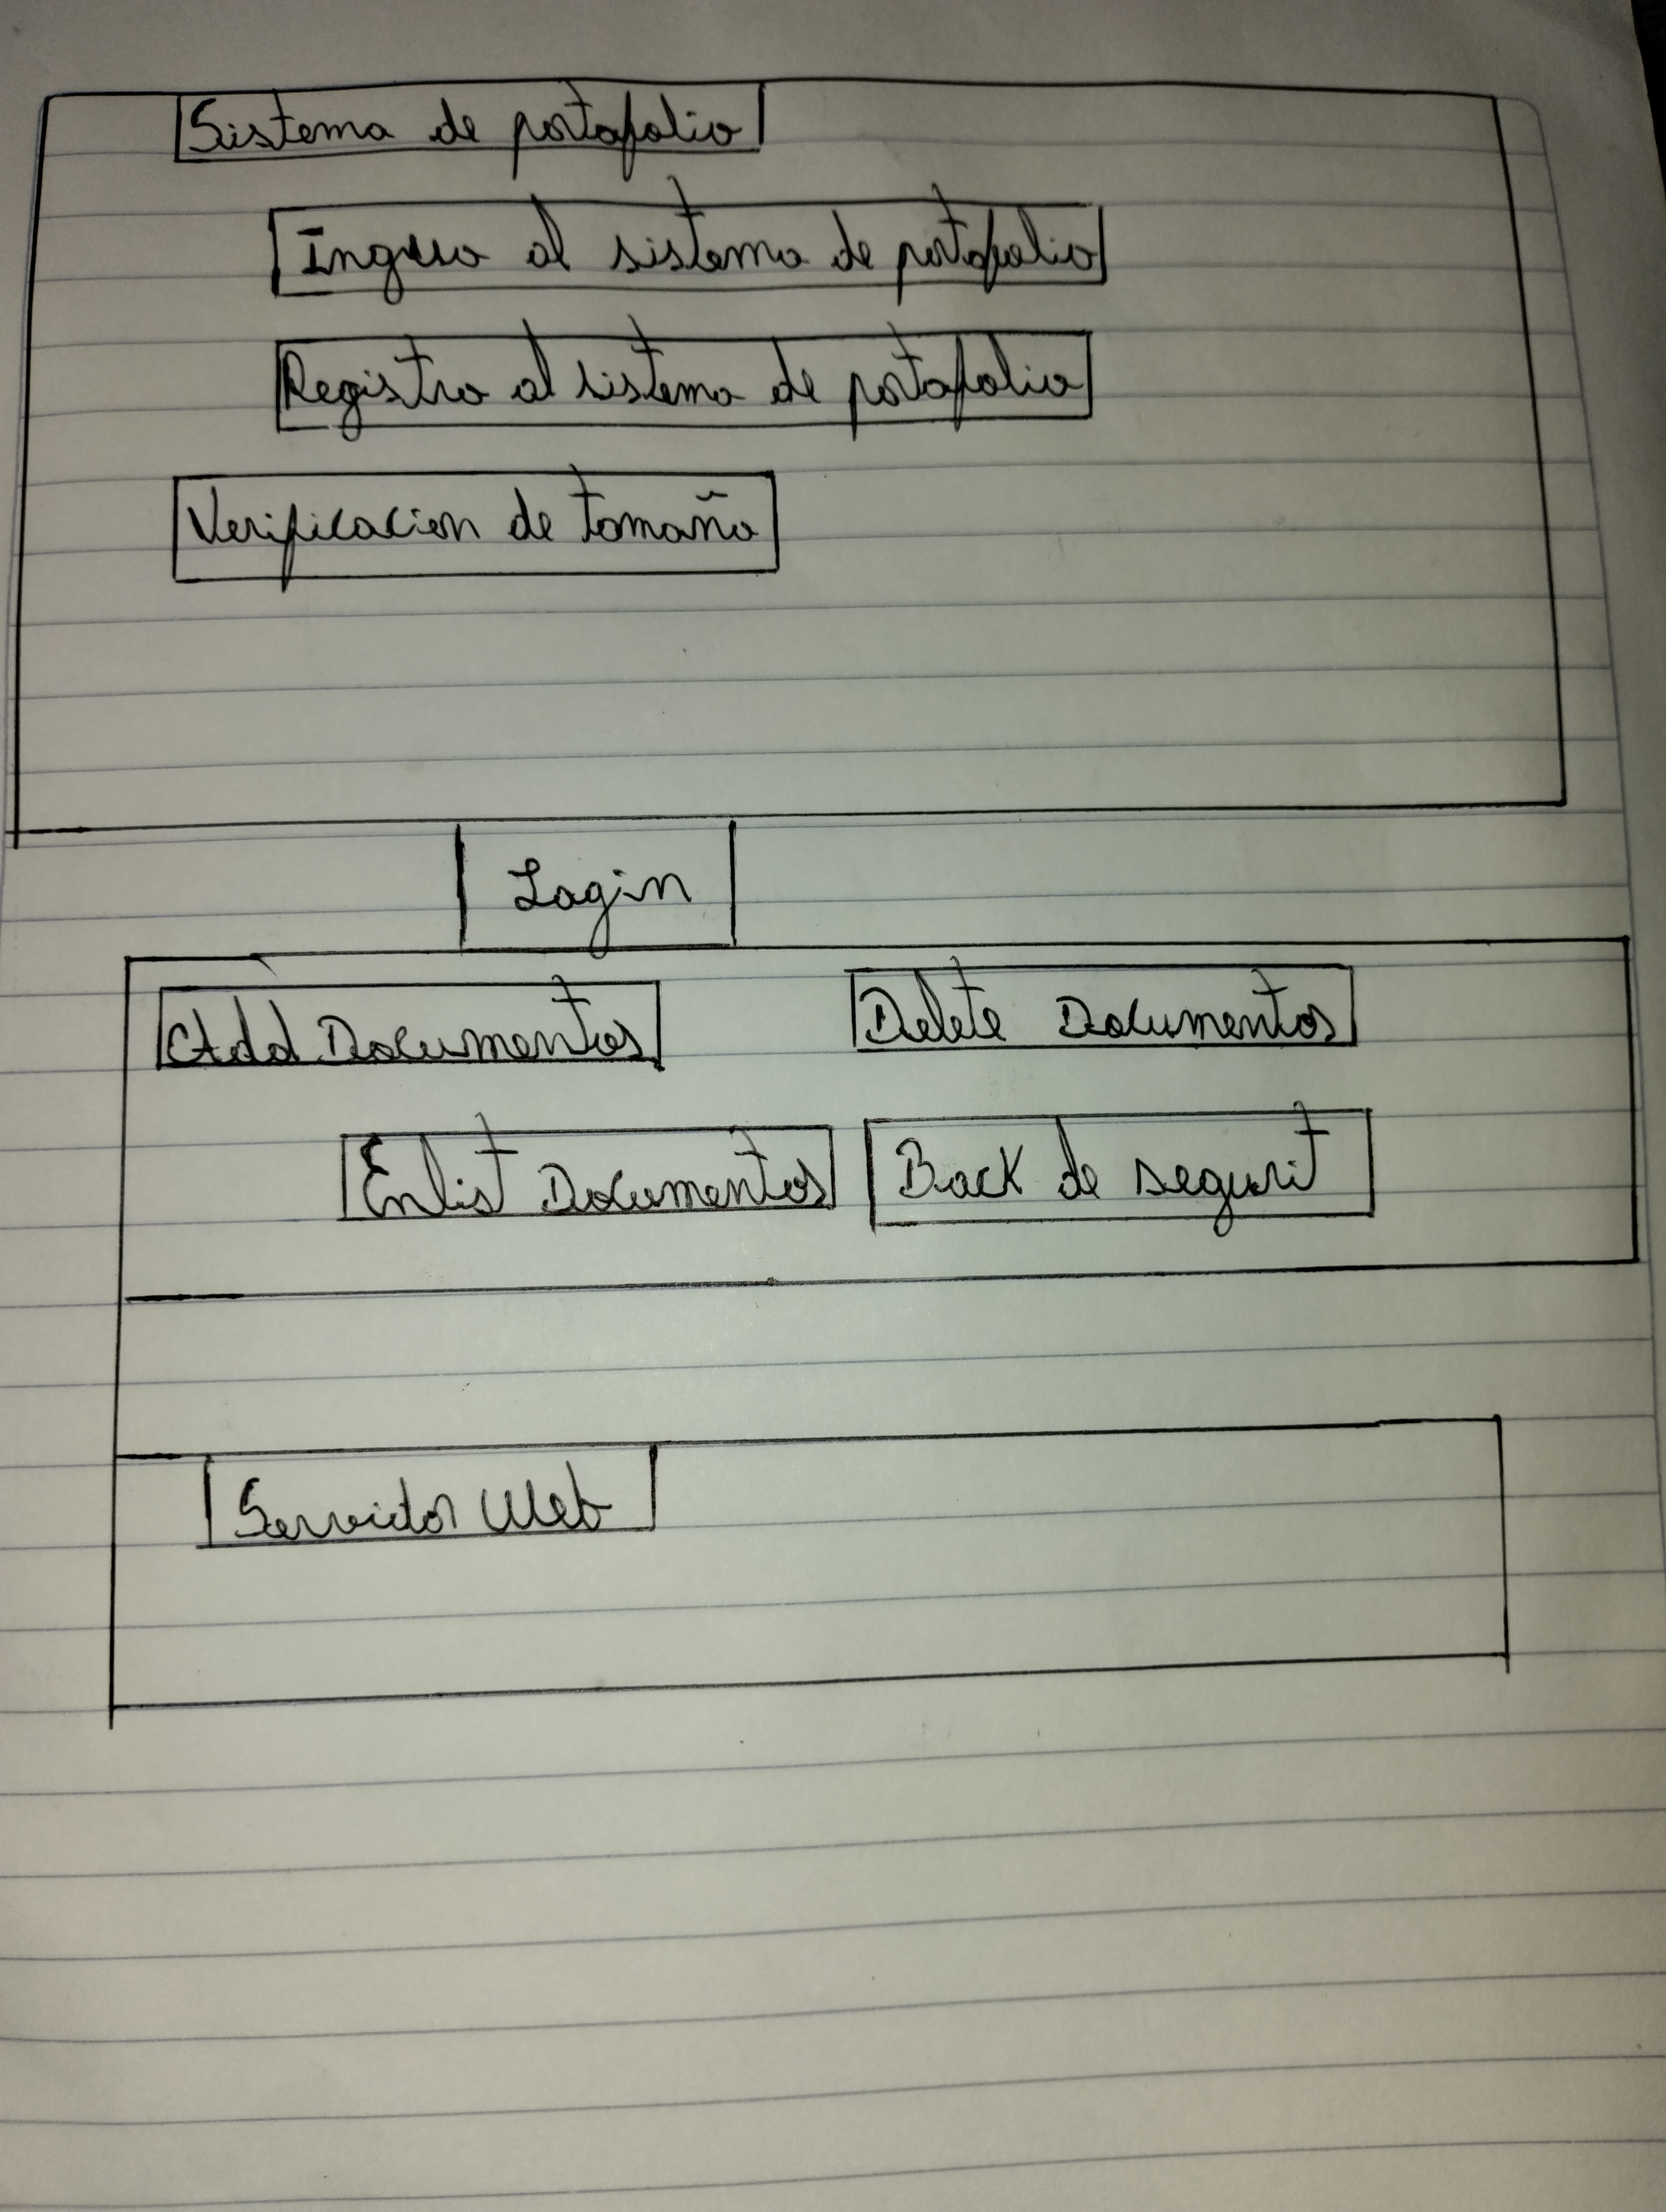 Sistema de portafolio
Ingreso al sistema de portafolio
Registro al sistema de portafolio
Verificacion de tamaño
Login
Add Documentos
Delete Documentos
Enlist Documentos
Back de segurit
Servidor Web